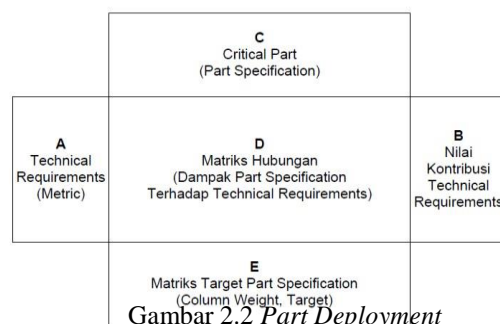 C
Critical Part
(Part Specification)
A
Technical
Requirements
(Metric)
D
Matriks Hubungan
(Dampak Part Specification
Terhadap Technical Requirements)
B
Nilai
Kontribusi
Technical
Requirements
E
Matriks Target Part Specification
(Column Weight, Target)
Gambar 2.2 Part Deployment